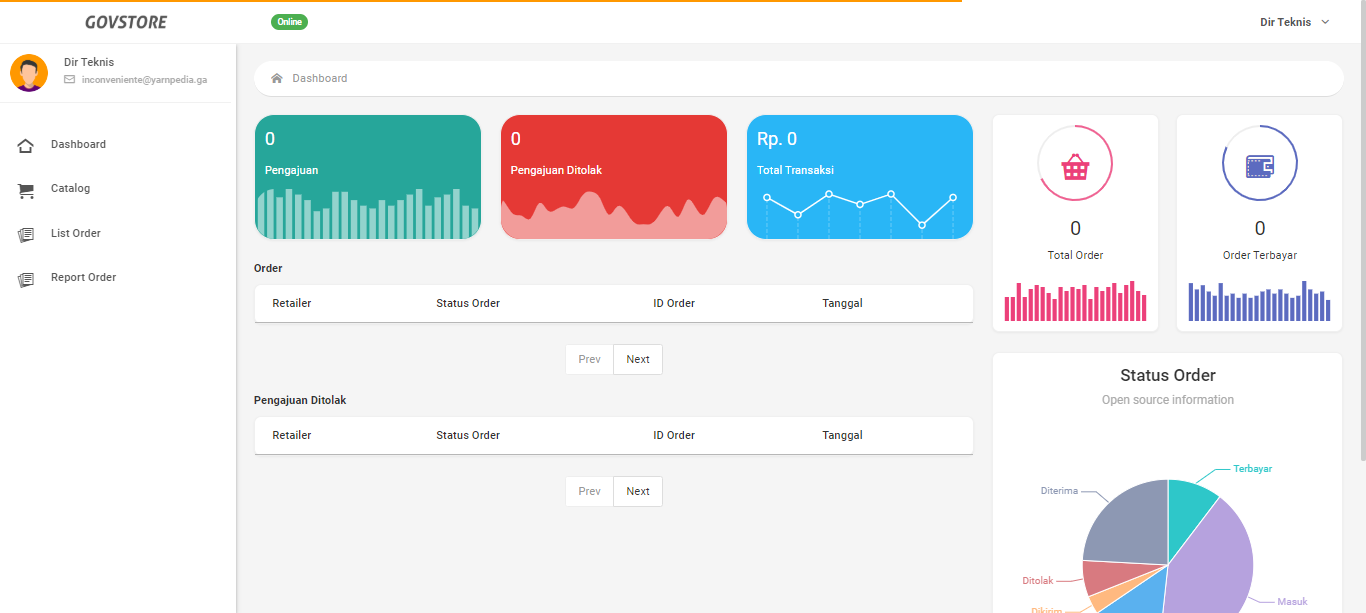 GOVSTORE
Online
Dir Teknis
Dir Teknis
inconveniente@yarnpedia.ga
Dashboard
Catalog
List Order
Report Order
Dashboard
0
Pengajuan
0
Pengajuan Ditolak
Rp. 0
Total Transaksi
0
Total Order
0
Order Terbayar
Order
Retailer Status Order ID Order Tanggal
Prev Next
Pengajuan Ditolak
Retailer Status Order ID Order Tanggal
Prev Next
Status Order
Open source information
Terbayar
Diterima
Ditolak
Masuk
Dikirim